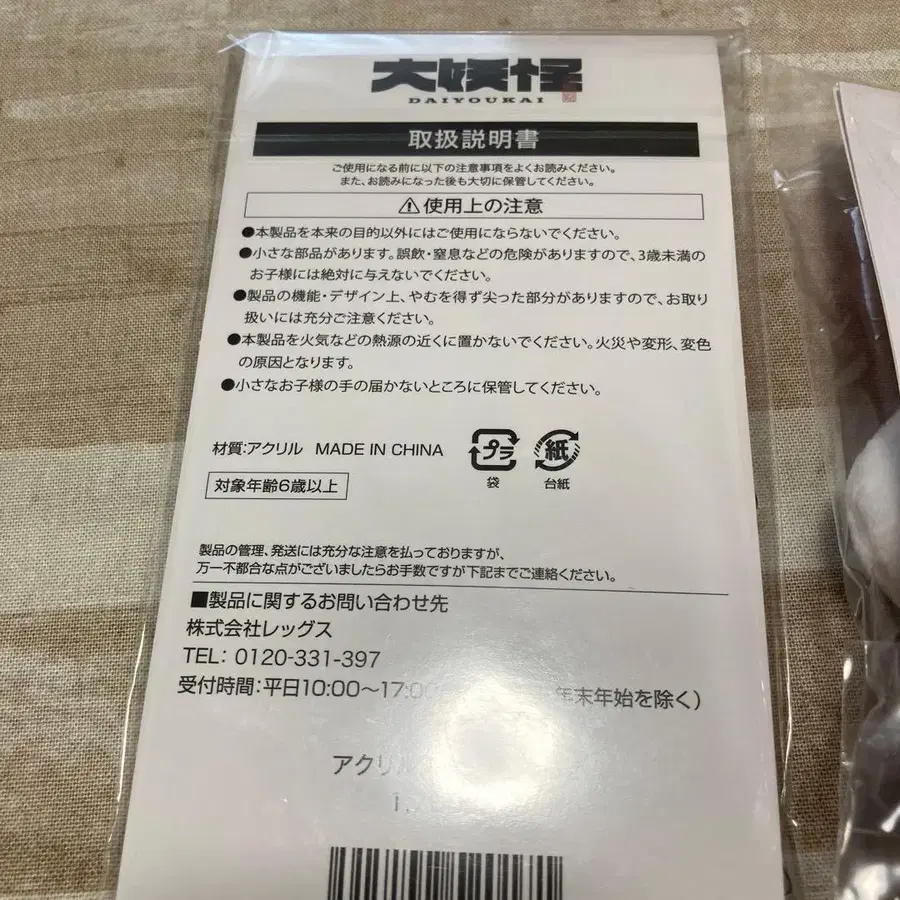 大妖怪
DAIYOUKAI
取扱説明書
ご使用になる前に以下の注意事項をよくお読みください。
また、お読みになった後も大切に保管してください。
⚠使用上の注意
●本製品を本来の目的以外にはご使用にならないでください。
●小さな部品があります。誤飲・窒息などの危険がありますので、3歳未満の
お子様には絶対に与えないでください。
●製品の機能・デザイン上、やむを得ず尖った部分がありますので、お取り
扱いには充分ご注意ください。
●本製品を火気などの熱源の近くに置かないでください。火災や変形、変色
の原因となります。
●小さなお子様の手の届かないところに保管してください。
材質:アクリル MADE IN CHINA
プラ
袋
紙
台紙
対象年齢6歳以上
製品の管理、発送には充分な注意を払っておりますが、
万一不都合な点がございましたらお手数ですが下記までご連絡ください。
■製品に関するお問い合わせ先
株式会社レッグス
TEL: 0120-331-397
受付時間:平日10:00〜17:00 年末年始を除く)
アクリル